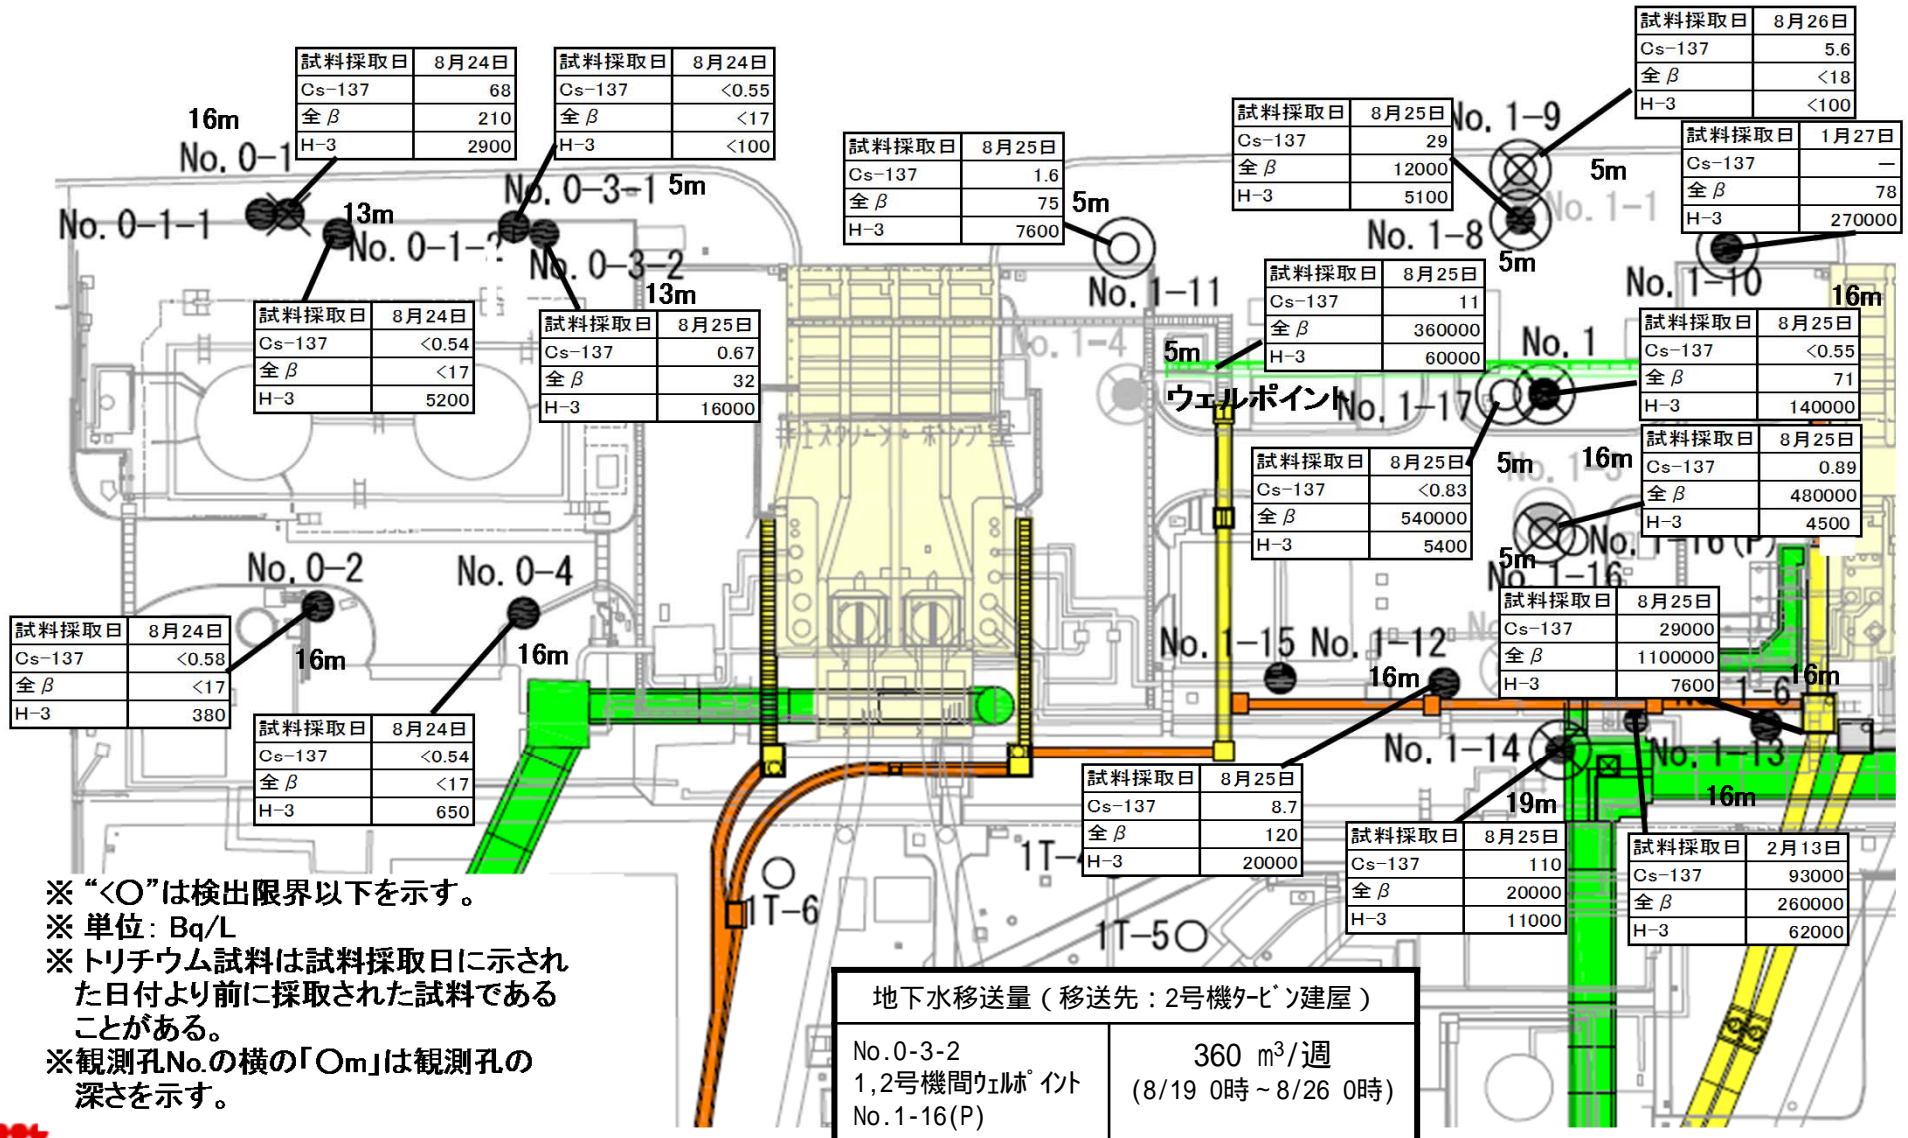 試料採取日 8月26日
Cs-137 5.6
全β <18
H-3 <100
試料採取日 8月24日
Cs-137 68
全β 210
H-3 2900
試料採取日 8月24日
Cs-137 <0.55
全β <17
H-3 <100
16m
No. 0-1
試料採取日 8月25日
Cs-137 29
全β 12000
H-3 5100
No. 1-9
試料採取日 1月27日
Cs-137 —
全β 78
H-3 270000
試料採取日 8月25日
Cs-137 1.6
全β 75
H-3 7600
5m
5m
No. 0-3-1 5m
No. 0-1-1
13m
No. 0-1-2
No. 0-3-2
13m
No. 1-1
No. 1-8
5m
No. 1-11
No. 1-10
16m
試料採取日 8月25日
Cs-137 11
全β 360000
H-3 60000
試料採取日 8月24日
Cs-137 <0.54
全β <17
H-3 5200
試料採取日 8月25日
Cs-137 0.67
全β 32
H-3 16000
試料採取日 8月25日
Cs-137 <0.55
全β 71
H-3 140000
No. 1-4
5m
No. 1
ウェルポイント
No. 1-17
試料採取日 8月25日
Cs-137 0.89
全β 480000
H-3 4500
試料採取日 8月25日
Cs-137 <0.83
全β 540000
H-3 5400
5m
16m
No. 1-16(P)
5m
No. 1-16
No. 0-2
No. 0-4
試料採取日 8月24日
Cs-137 <0.58
全β <17
H-3 380
16m
16m
試料採取日 8月25日
Cs-137 29000
全β 1100000
H-3 7600
No. 1-15
No. 1-12
16m
16m
1-6
試料採取日 8月24日
Cs-137 <0.54
全β <17
H-3 650
No. 1-14
No. 1-13
19m
16m
試料採取日 8月25日
Cs-137 8.7
全β 120
H-3 20000
試料採取日 8月25日
Cs-137 110
全β 20000
H-3 11000
試料採取日 2月13日
Cs-137 93000
全β 260000
H-3 62000
1T-6
1T-5
※ “<〇”は検出限界以下を示す。
※ 単位: Bq/L
※ トリチウム試料は試料採取日に示され
た日付より前に採取された試料である
ことがある。
※観測孔No.の横の「〇m」は観測孔の
深さを示す。
地下水移送量(移送先:2号機ﾀｰﾋﾞﾝ建屋)
No.0-3-2
1,2号機間ｳｪﾙﾎﾟｲﾝﾄ
No.1-16(P)
360 m³/週
(8/19 0時~8/26 0時)